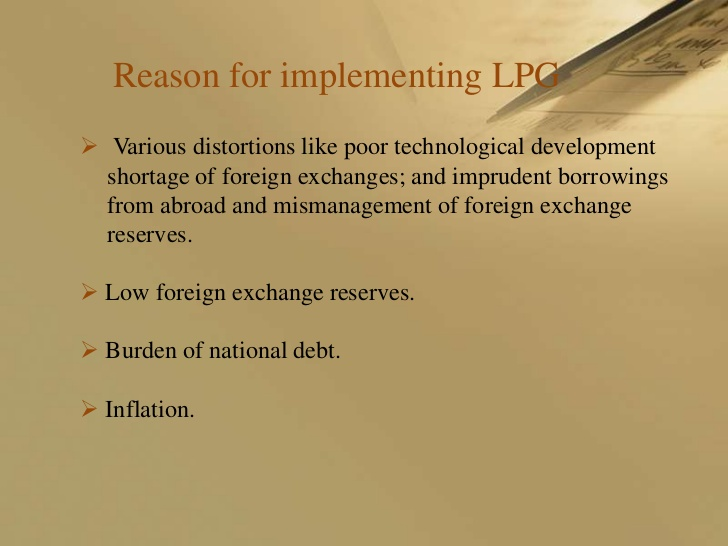 Reason for implementing LPG
➢ Various distortions like poor technological development
shortage of foreign exchanges; and imprudent borrowings
from abroad and mismanagement of foreign exchange
reserves.
➢ Low foreign exchange reserves.
➢ Burden of national debt.
➢ Inflation.